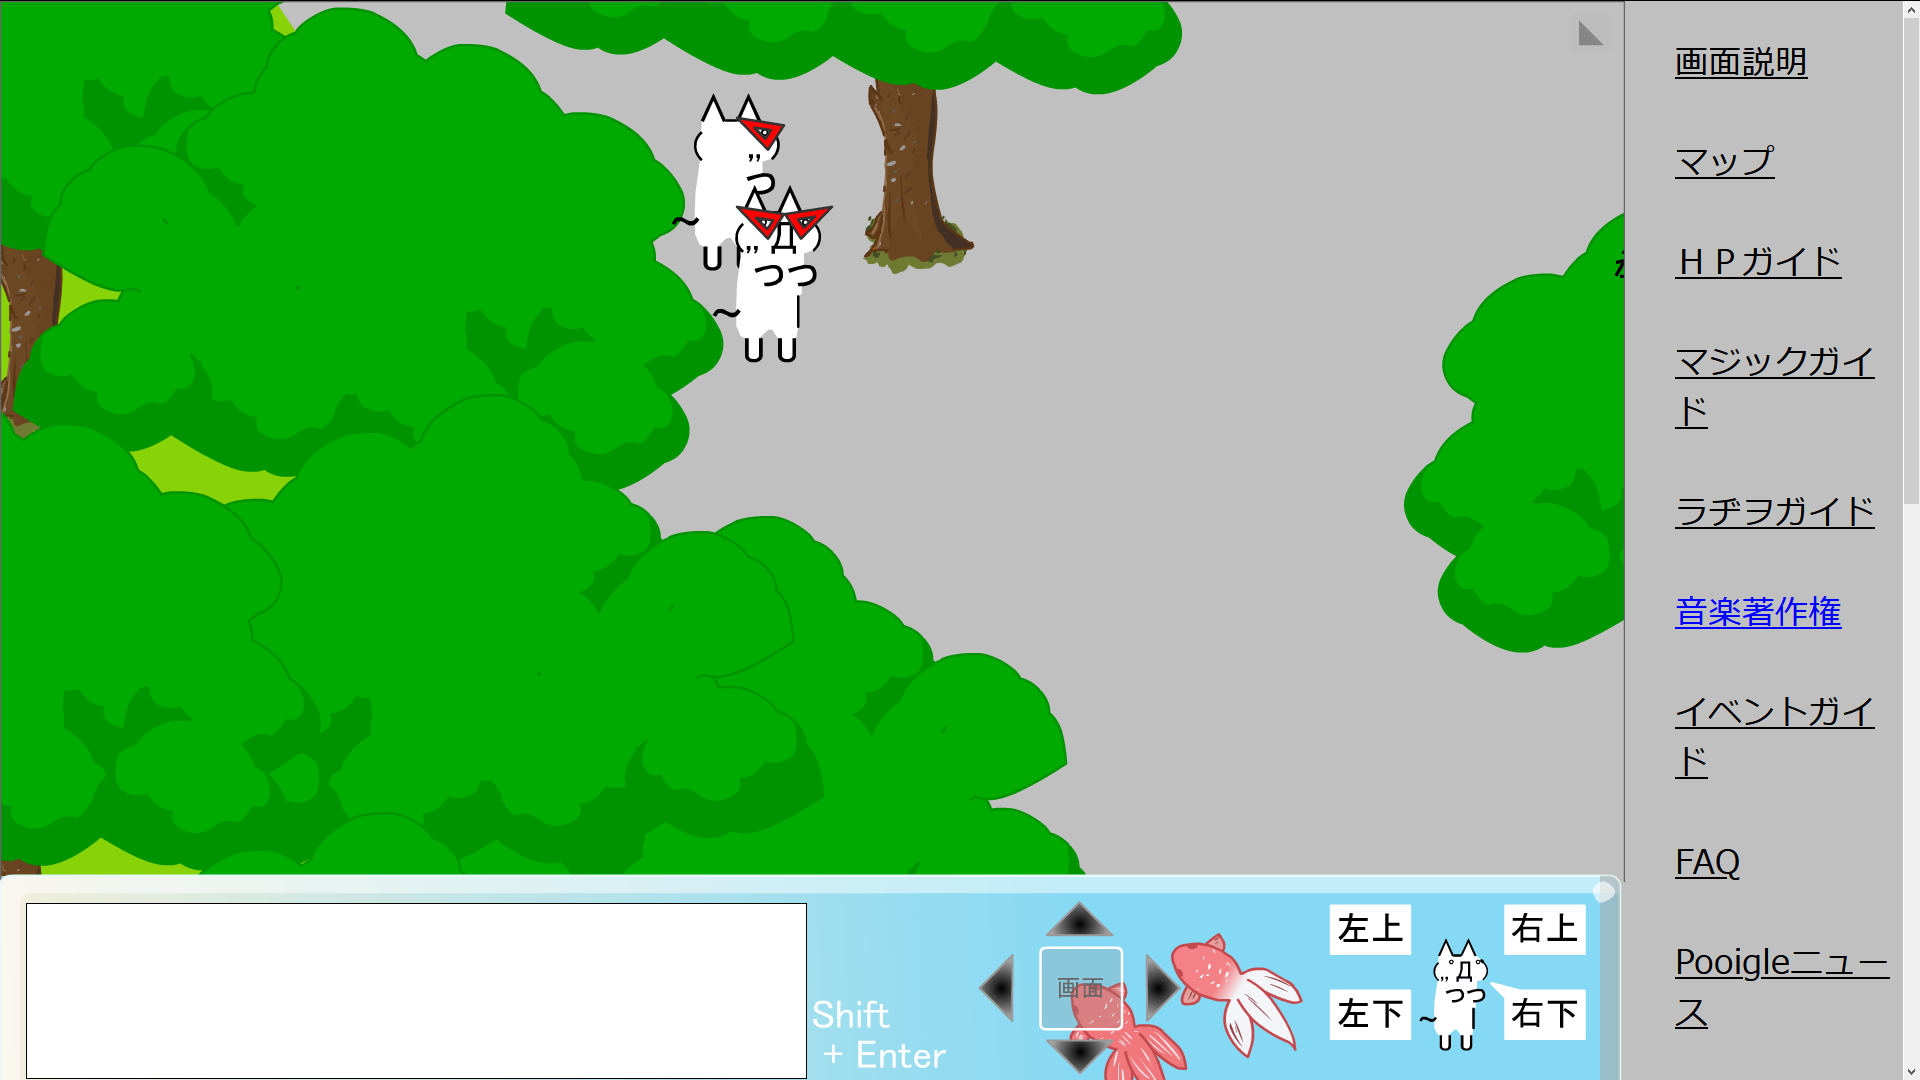 画面説明
マップ
ＨＰガイド
マジックガイ
ド
ラヂヲガイド
音楽著作権
イベントガイ
ド
FAQ
Pooigleニュー
ス
Shift
+ Enter
画面
左上
右上
左下
右下